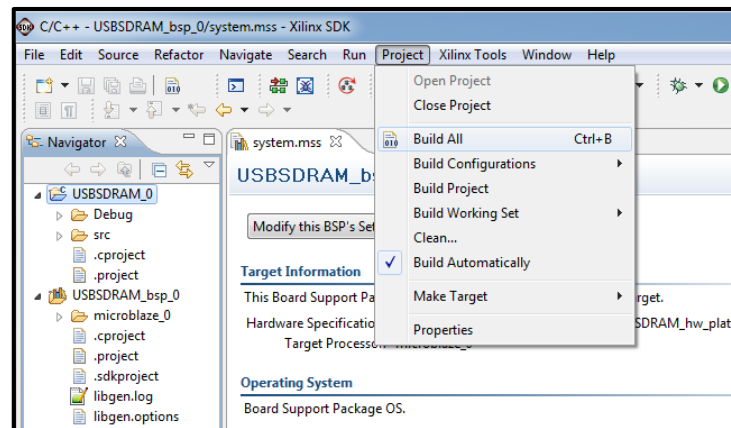 C/C++ - USBSDRAM_bsp_0/system.mss - Xilinx SDK
File Edit Source Refactor Navigate Search Run Project Xilinx Tools Window Help
Navigator
USBSDRAM_0
Debug
src
.cproject
.project
USBSDRAM_bsp_0
microblaze_0
.cproject
.project
.sdkproject
libgen.log
libgen.options
system.mss
USBSDRAM_b
Modify this BSP's Set
Target Information
This Board Support Pa rget.
Hardware Specificatio SDRAM_hw_plat
Target Processor: microblaze_0
Operating System
Board Support Package OS.
Open Project
Close Project
Build All Ctrl+B
Build Configurations
Build Project
Build Working Set
Clean...
Build Automatically
Make Target
Properties